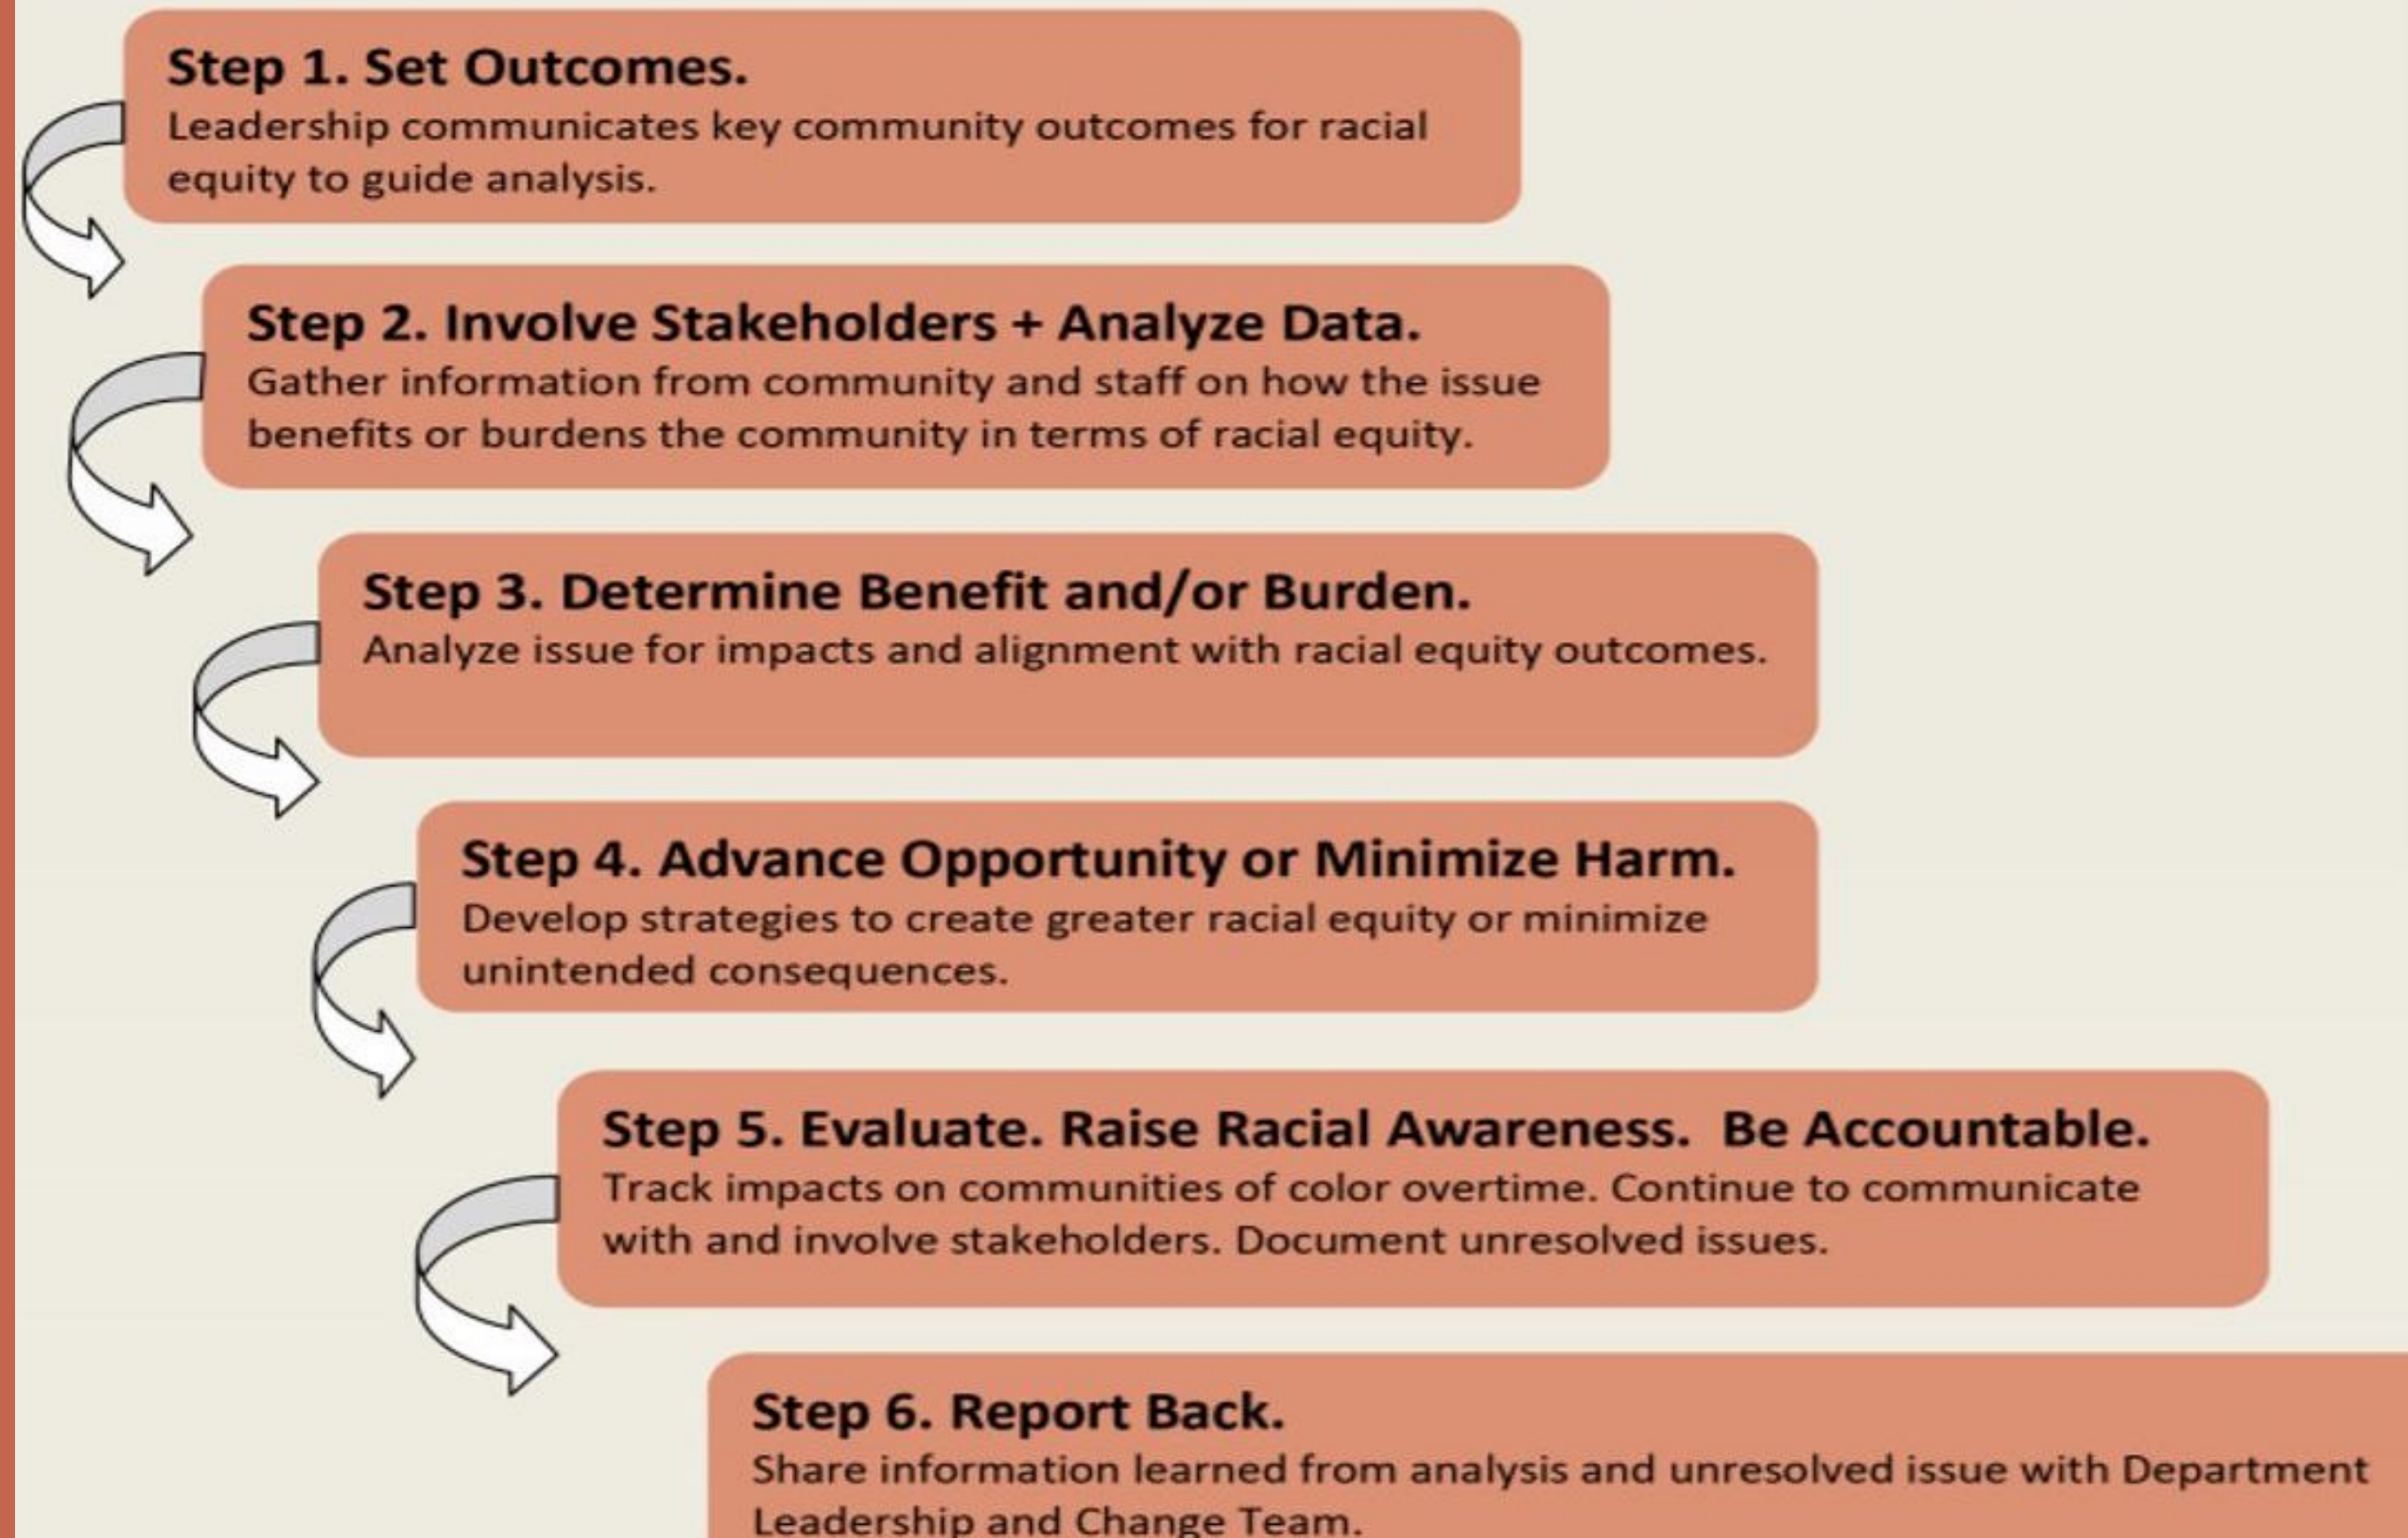 Step 1. Set Outcomes.
Leadership communicates key community outcomes for racial
equity to guide analysis.
Step 2. Involve Stakeholders + Analyze Data.
Gather information from community and staff on how the issue
benefits or burdens the community in terms of racial equity.
Step 3. Determine Benefit and/or Burden.
Analyze issue for impacts and alignment with racial equity outcomes.
Step 4. Advance Opportunity or Minimize Harm.
Develop strategies to create greater racial equity or minimize
unintended consequences.
Step 5. Evaluate. Raise Racial Awareness.  Be Accountable.
Track impacts on communities of color overtime. Continue to communicate
with and involve stakeholders. Document unresolved issues.
Step 6. Report Back.
Share information learned from analysis and unresolved issue with Department
Leadership and Change Team.